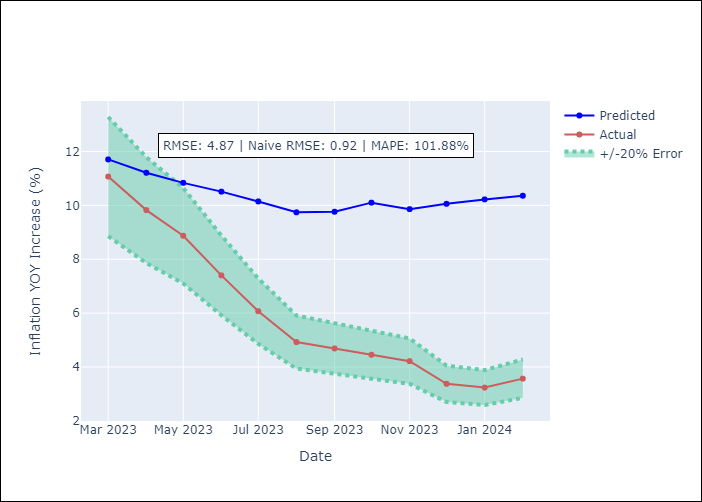 RMSE: 4.87 | Naive RMSE: 0.92 | MAPE: 101.88%
Predicted
Actual
+/-20% Error
Inflation YOY Increase (%)
12
10
8
6
4
2
Mar 2023 May 2023 Jul 2023 Sep 2023 Nov 2023 Jan 2024
Date